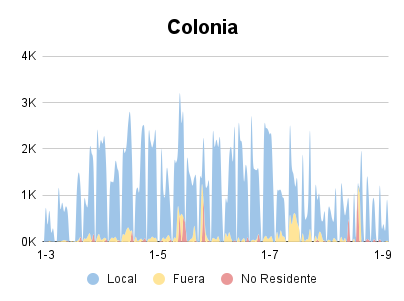 Colonia
4K
3K
2K
1K
0K
1-3 1-5 1-7 1-9
Local Fuera No Residente